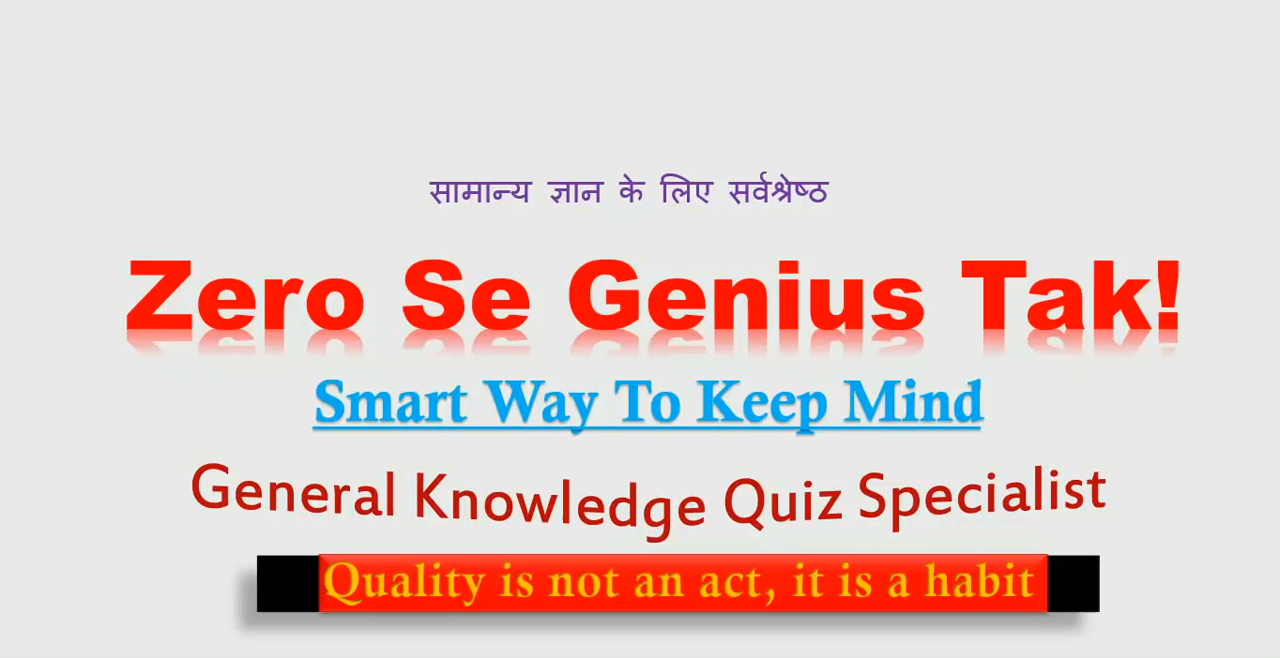 सामान्य ज्ञान के लिए सर्वश्रेष्ठ
Zero Se Genius Tak!
Smart Way To Keep Mind
General Knowledge Quiz Specialist
Quality is not an act, it is a habit